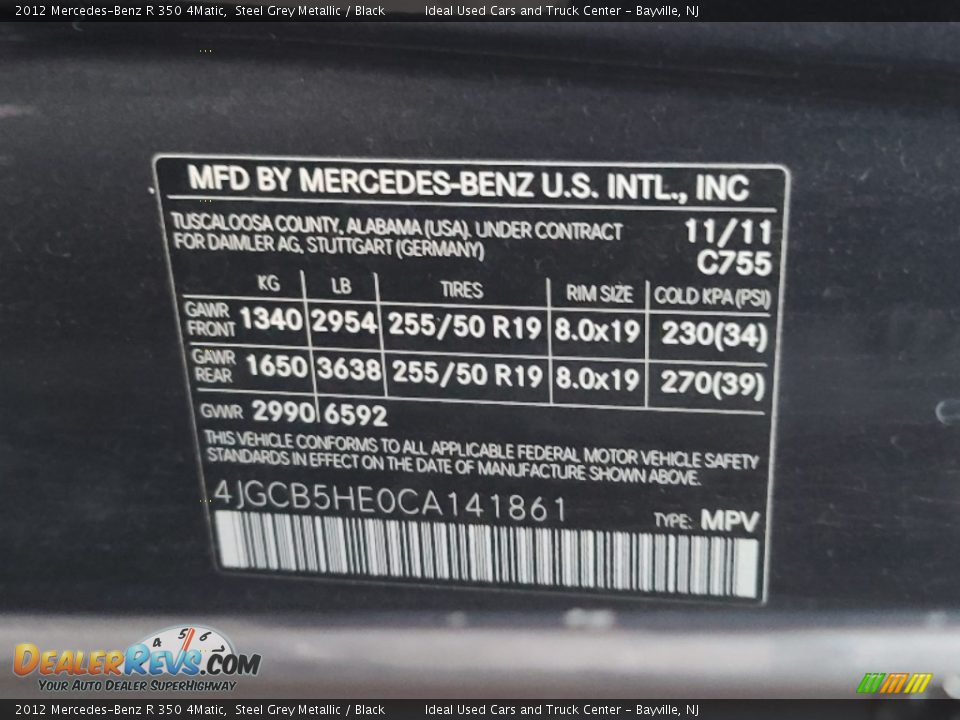 2012 Mercedes-Benz R 350 4Matic, Steel Grey Metallic / Black Ideal Used Cars and Truck Center - Bayville, NJ
MFD BY MERCEDES-BENZ U.S. INTL., INC
TUSCALOOSA COUNTY, ALABAMA (USA). UNDER CONTRACT 11/11
FOR DAIMLER AG, STUTTGART (GERMANY) C755
KG LB TIRES RIM SIZE COLD KPA (PSI)
GAWR FRONT 1340 2954 255/50 R19 8.0x19 230(34)
GAWR REAR 1650 3638 255/50 R19 8.0x19 270(39)
GVWR 2990 6592
THIS VEHICLE CONFORMS TO ALL APPLICABLE FEDERAL MOTOR VEHICLE SAFETY
STANDARDS IN EFFECT ON THE DATE OF MANUFACTURE SHOWN ABOVE.
4JGCB5HE0CA141861 TYPE: MPV
4 5 6
DEALERREVS.COM
YOUR AUTO DEALER SUPERHIGHWAY
2012 Mercedes-Benz R 350 4Matic, Steel Grey Metallic / Black Ideal Used Cars and Truck Center - Bayville, NJ